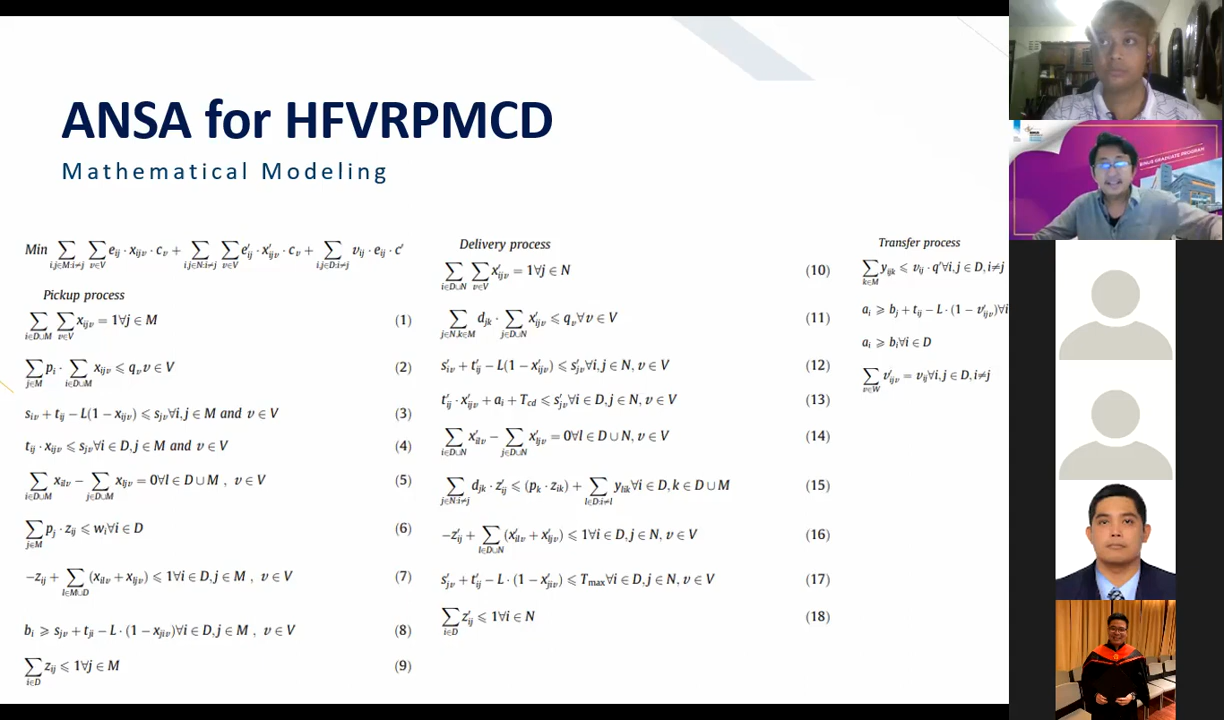 ANSA for HFVRPMCD
Mathematical Modeling
Min ∑_{i,j∈M:i≠j} ∑_{v∈V} e_{ij} · x_{ijv} · c_v + ∑_{i,j∈N:i≠j} ∑_{v∈V} e'_{ij} · x'_{ijv} · c_v + ∑_{i,j∈D:i≠j} v_{ij} · e_{ij} · c'
Pickup process
∑_{i∈D∪M} ∑_{v∈V} x_{ijv} = 1∀j ∈ M (1)
∑_{j∈M} p_i · ∑_{i∈D∪M} x_{ijv} ⩽ q_v v ∈ V (2)
s_{iv} + t_{ij} − L(1 − x_{ijv}) ⩽ s_{jv}∀i,j ∈ M and v ∈ V (3)
t_{ij} · x_{ijv} ⩽ s_{jv}∀i ∈ D, j ∈ M and v ∈ V (4)
∑_{i∈D∪M} x_{ilv} − ∑_{j∈D∪M} x_{ljv} = 0∀l ∈ D ∪ M , v ∈ V (5)
∑_{j∈M} p_j · z_{ij} ⩽ w_i∀i ∈ D (6)
−z_{ij} + ∑_{l∈M∪D} (x_{ilv} + x_{ljv}) ⩽ 1∀i ∈ D, j ∈ M , v ∈ V (7)
b_i ⩾ s_{jv} + t_{ji} − L · (1 − x_{jiv})∀i ∈ D, j ∈ M , v ∈ V (8)
∑_{i∈D} z_{ij} ⩽ 1∀j ∈ M (9)
Delivery process
∑_{i∈D∪N} ∑_{v∈V} x'_{ijv} = 1∀j ∈ N (10)
∑_{j∈N,k∈M} d_{jk} · ∑_{j∈D∪N} x'_{ijv} ⩽ q_v∀v ∈ V (11)
s'_{iv} + t'_{ij} − L(1 − x'_{ijv}) ⩽ s'_{jv}∀i,j ∈ N, v ∈ V (12)
t'_{ij} · x'_{ijv} + a_i + T_{cd} ⩽ s'_{jv}∀i ∈ D, j ∈ N, v ∈ V (13)
∑_{i∈D∪N} x'_{ilv} − ∑_{j∈D∪N} x'_{ljv} = 0∀l ∈ D ∪ N, v ∈ V (14)
∑_{j∈N:i≠j} d_{jk} · z'_{ij} ⩽ (p_k · z_{ik}) + ∑_{l∈D:i≠l} y_{lik}∀i ∈ D, k ∈ D ∪ M (15)
−z'_{ij} + ∑_{l∈D∪N} (x'_{ilv} + x'_{ljv}) ⩽ 1∀i ∈ D, j ∈ N, v ∈ V (16)
s'_{jv} + t'_{ij} − L · (1 − x'_{jiv}) ⩽ T_{max}∀i ∈ D, j ∈ N, v ∈ V (17)
∑_{i∈D} z'_{ij} ⩽ 1∀i ∈ N (18)
Transfer process
∑_{k∈M} y_{ijk} ⩽ v_{ij} · q'∀i,j ∈ D, i≠j
a_i ⩾ b_j + t_{ij} − L · (1 − v'_{ijv})∀i
a_i ⩾ b_i∀i ∈ D
∑_{v∈W} v'_{ijv} = v_{ij}∀i,j ∈ D, i≠j
BINUS GRADUATE PROGRAM